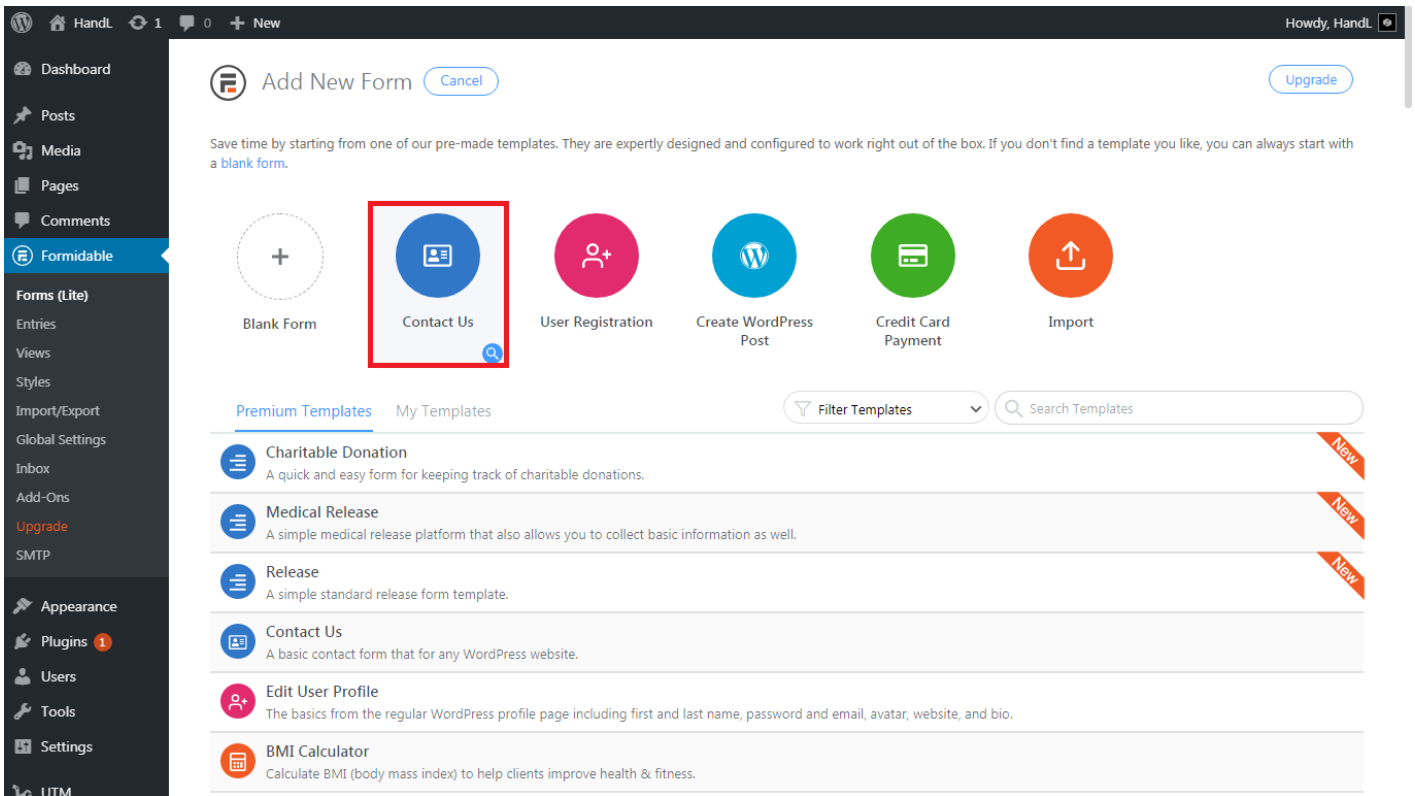 HandL 1 0 New Howdy, HandL
Dashboard
Posts
Media
Pages
Comments
Formidable
Forms (Lite)
Entries
Views
Styles
Import/Export
Global Settings
Inbox
Add-Ons
Upgrade
SMTP
Appearance
Plugins 1
Users
Tools
Settings
UTM
Add New Form Cancel Upgrade
Save time by starting from one of our pre-made templates. They are expertly designed and configured to work right out of the box. If you don't find a template you like, you can always start with
a blank form.
Blank Form
Contact Us
User Registration
Create WordPress
Post
Credit Card
Payment
Import
Premium Templates My Templates Filter Templates Search Templates
Charitable Donation New
A quick and easy form for keeping track of charitable donations.
Medical Release New
A simple medical release platform that also allows you to collect basic information as well.
Release New
A simple standard release form template.
Contact Us
A basic contact form that for any WordPress website.
Edit User Profile
The basics from the regular WordPress profile page including first and last name, password and email, avatar, website, and bio.
BMI Calculator
Calculate BMI (body mass index) to help clients improve health & fitness.